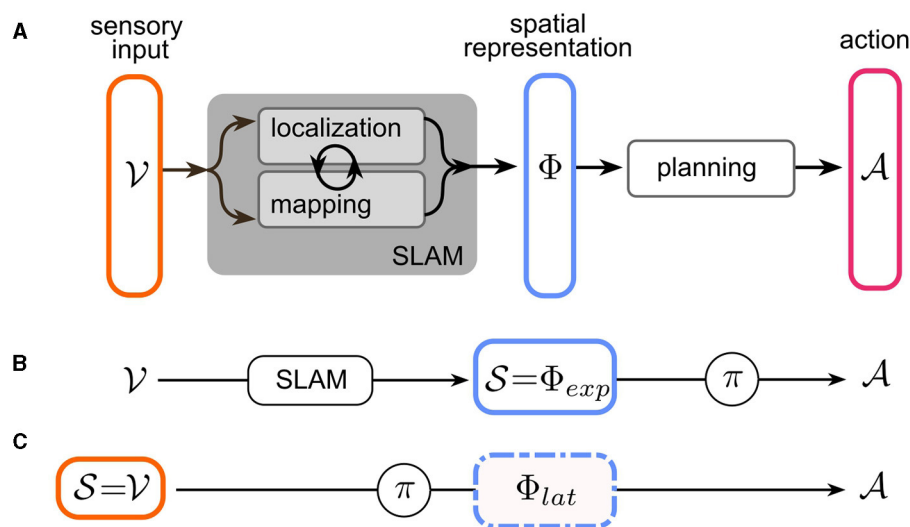 A
sensory
input
spatial
representation
action
𝒱
localization
mapping
SLAM
Φ
planning
𝒜
B
𝒱
SLAM
𝒮=Φ_exp
π
𝒜
C
𝒮=𝒱
π
Φ_lat
𝒜